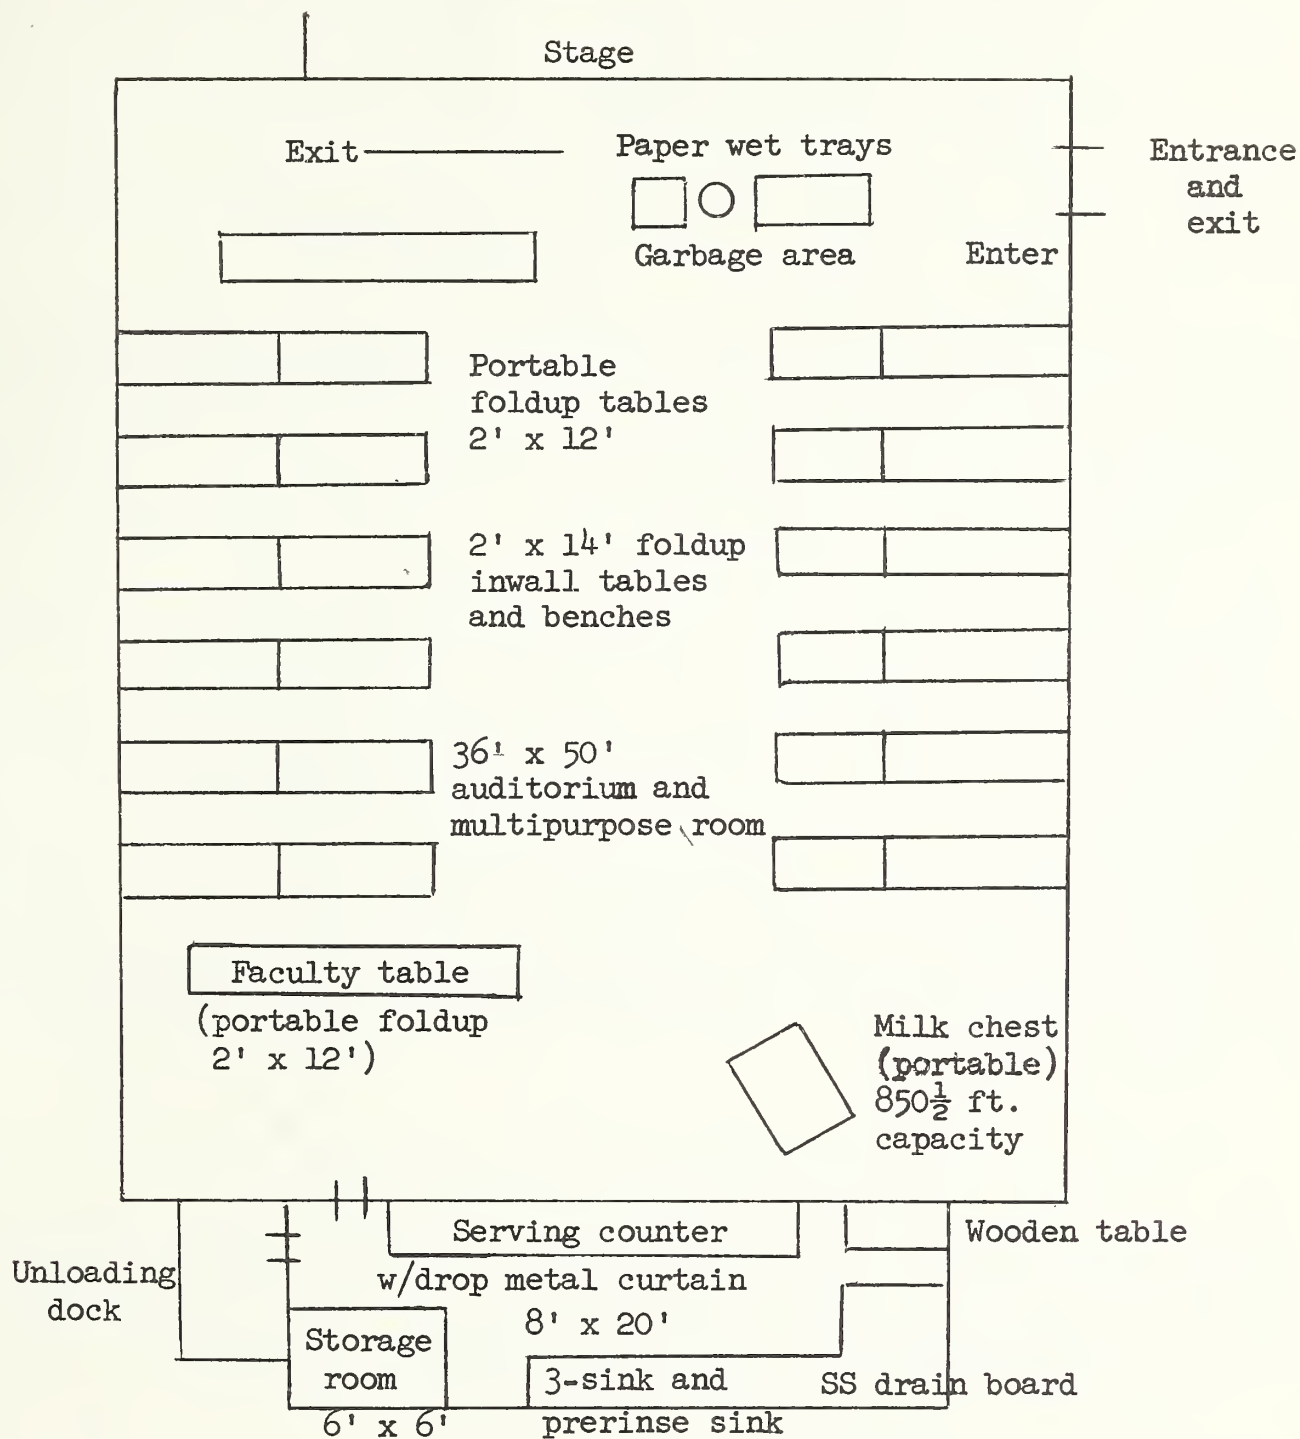 Stage
Exit
Paper wet trays
Entrance
and
exit
Garbage area
Enter
Portable
foldup tables
2' x 12'
2' x 14' foldup
inwall tables
and benches
36' x 50'
auditorium and
multipurpose room
Faculty table
(portable foldup
2' x 12')
Milk chest
(portable)
850½ ft.
capacity
Serving counter
Wooden table
Unloading
dock
w/drop metal curtain
8' x 20'
Storage
room
6' x 6'
3-sink and
prerinse sink
SS drain board